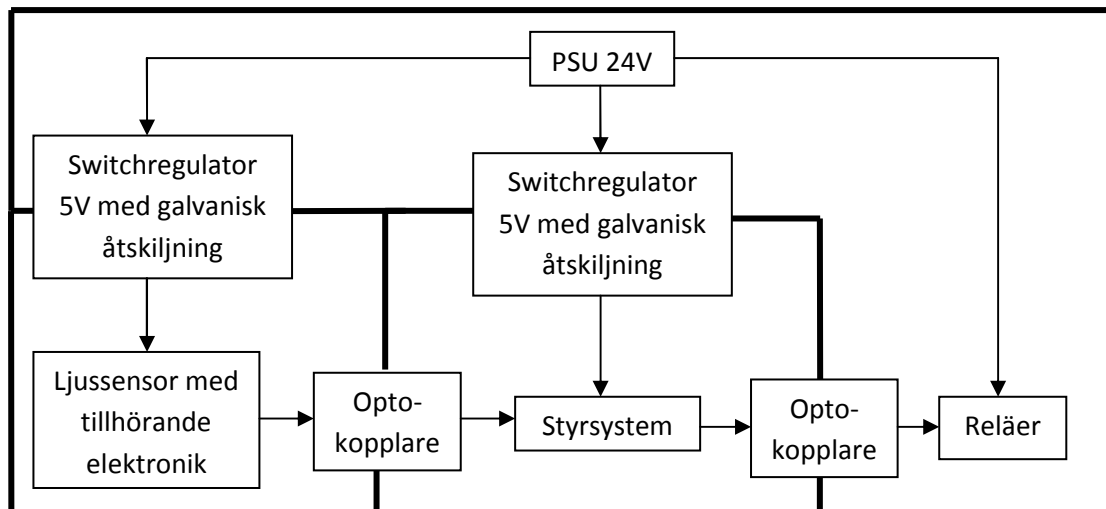 PSU 24V
Switchregulator
5V med galvanisk
åtskiljning
Switchregulator
5V med galvanisk
åtskiljning
Ljussensor med
tillhörande
elektronik
Opto-
kopplare
Styrsystem
Opto-
kopplare
Reläer